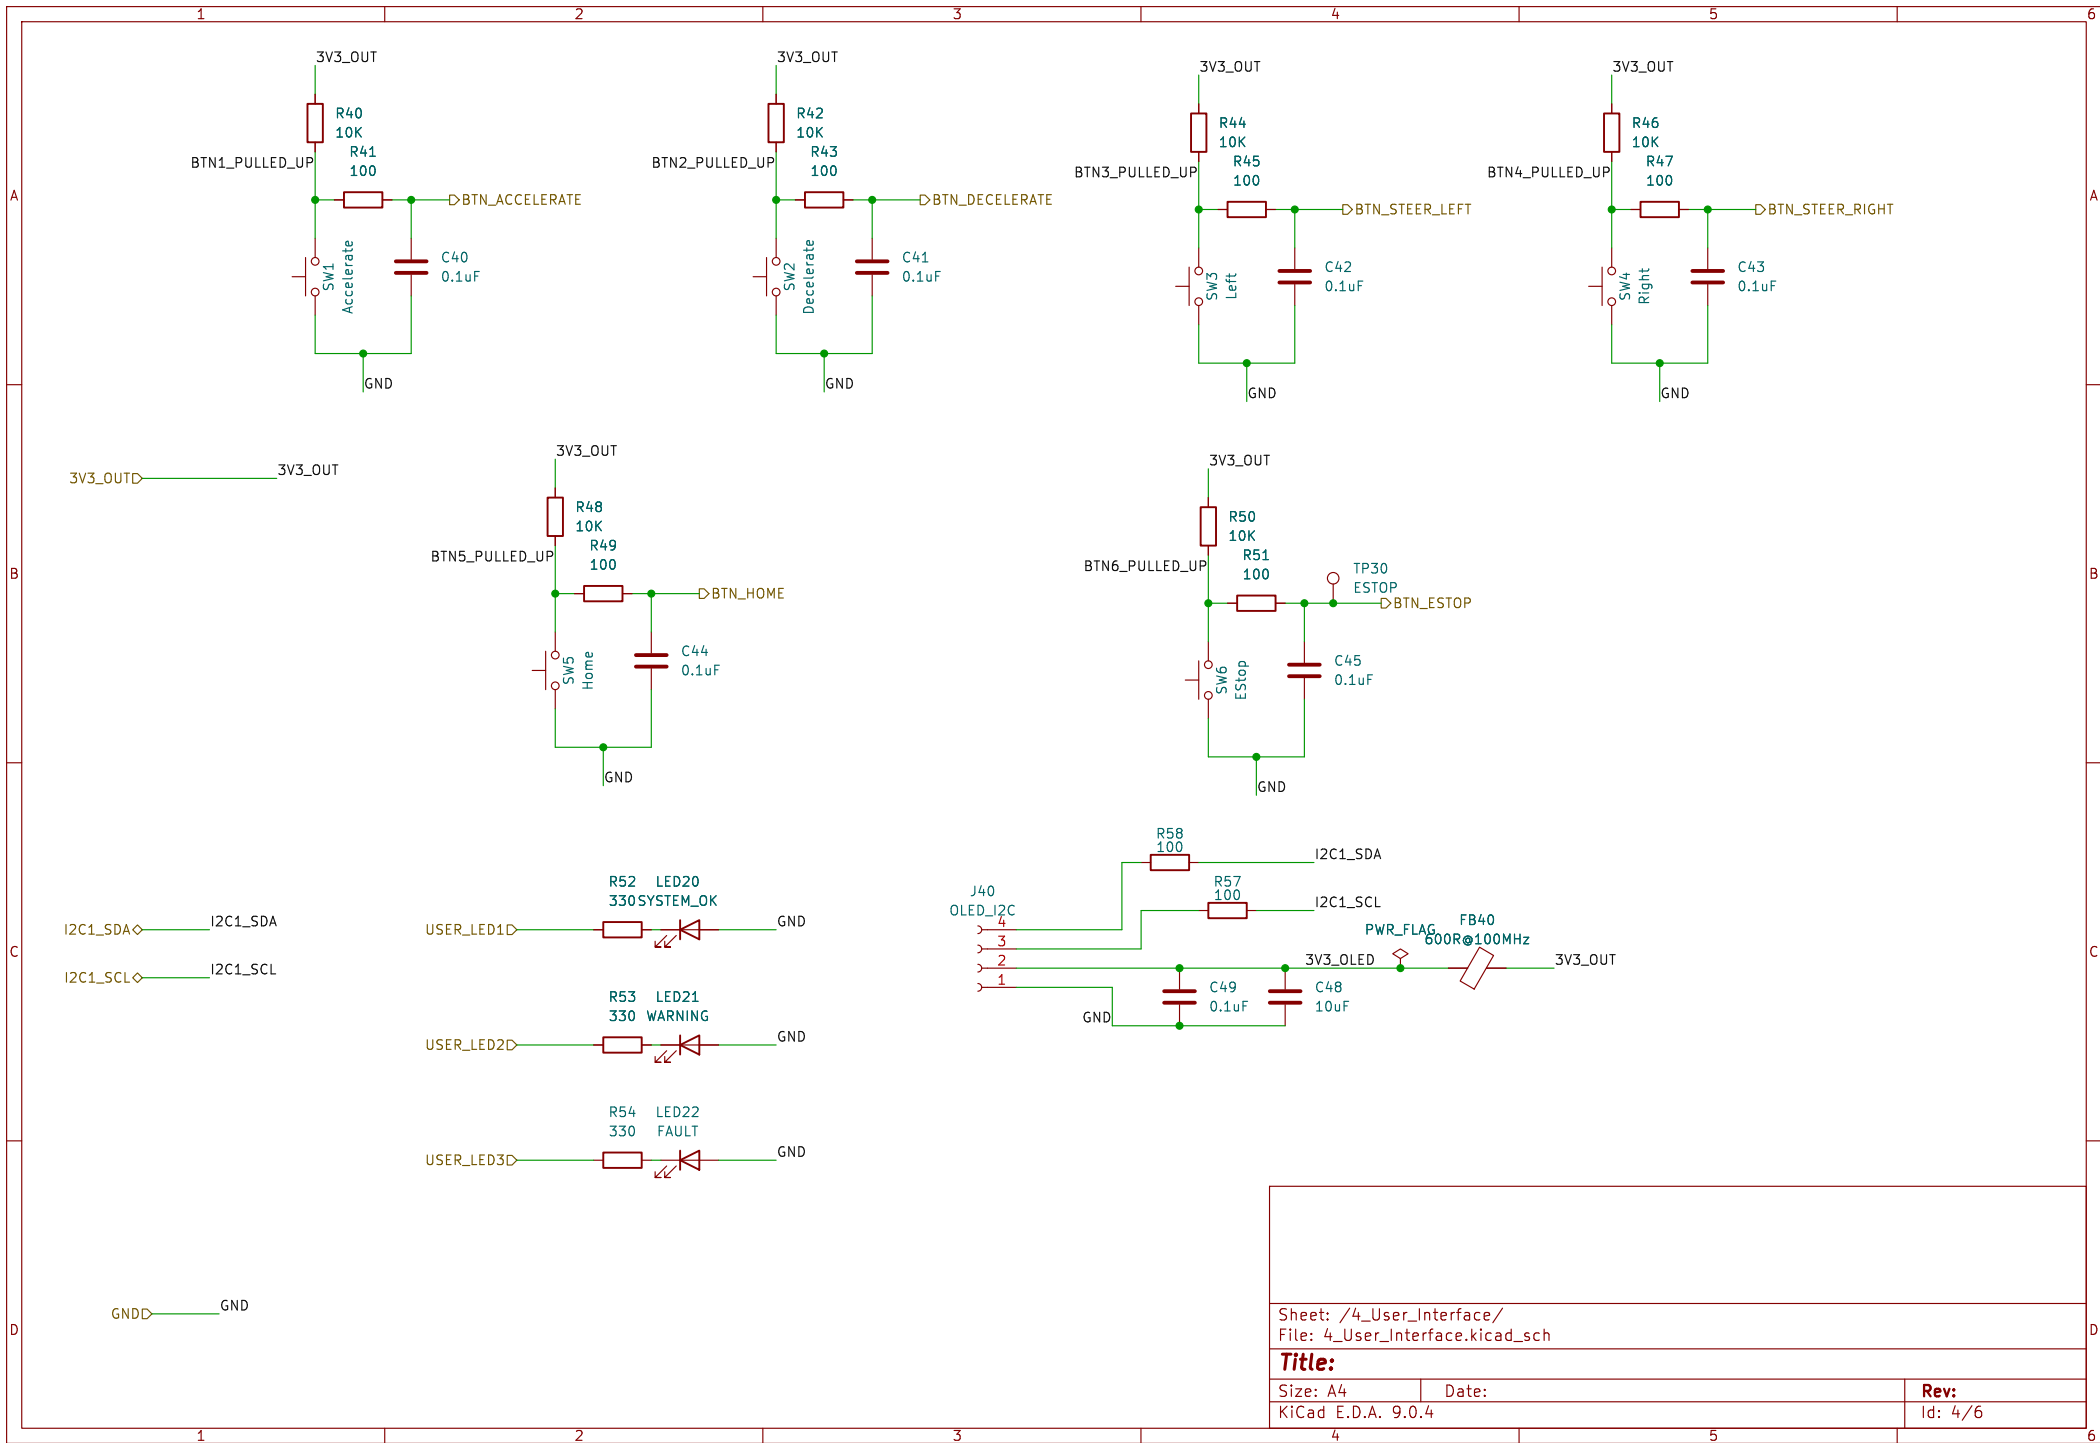 1 2 3 4 5 6
3V3_OUT
R40
10K
R41
100
BTN1_PULLED_UP
BTN_ACCELERATE
SW1
Accelerate
C40
0.1uF
GND
3V3_OUT
R42
10K
R43
100
BTN2_PULLED_UP
BTN_DECELERATE
SW2
Decelerate
C41
0.1uF
GND
3V3_OUT
R44
10K
R45
100
BTN3_PULLED_UP
BTN_STEER_LEFT
SW3
Left
C42
0.1uF
GND
3V3_OUT
R46
10K
R47
100
BTN4_PULLED_UP
BTN_STEER_RIGHT
SW4
Right
C43
0.1uF
GND
A
A
3V3_OUT
3V3_OUT
3V3_OUT
R48
10K
R49
100
BTN5_PULLED_UP
BTN_HOME
SW5
Home
C44
0.1uF
GND
3V3_OUT
R50
10K
R51
100
BTN6_PULLED_UP
TP30
ESTOP
BTN_ESTOP
SW6
EStop
C45
0.1uF
GND
B
B
I2C1_SDA
I2C1_SDA
I2C1_SCL
I2C1_SCL
R52 LED20
330 SYSTEM_OK
USER_LED1
GND
R53 LED21
330 WARNING
USER_LED2
GND
R54 LED22
330 FAULT
USER_LED3
GND
R58
100
I2C1_SDA
R57
100
I2C1_SCL
J40
OLED_I2C
4
3
2
1
PWR_FLAG
FB40
600R@100MHz
3V3_OLED
3V3_OUT
C49
0.1uF
C48
10uF
GND
C
C
GND
GND
D
D
Sheet: /4_User_Interface/
File: 4_User_Interface.kicad_sch
Title:
Size: A4 Date: Rev:
KiCad E.D.A. 9.0.4 Id: 4/6
1 2 3 4 5 6